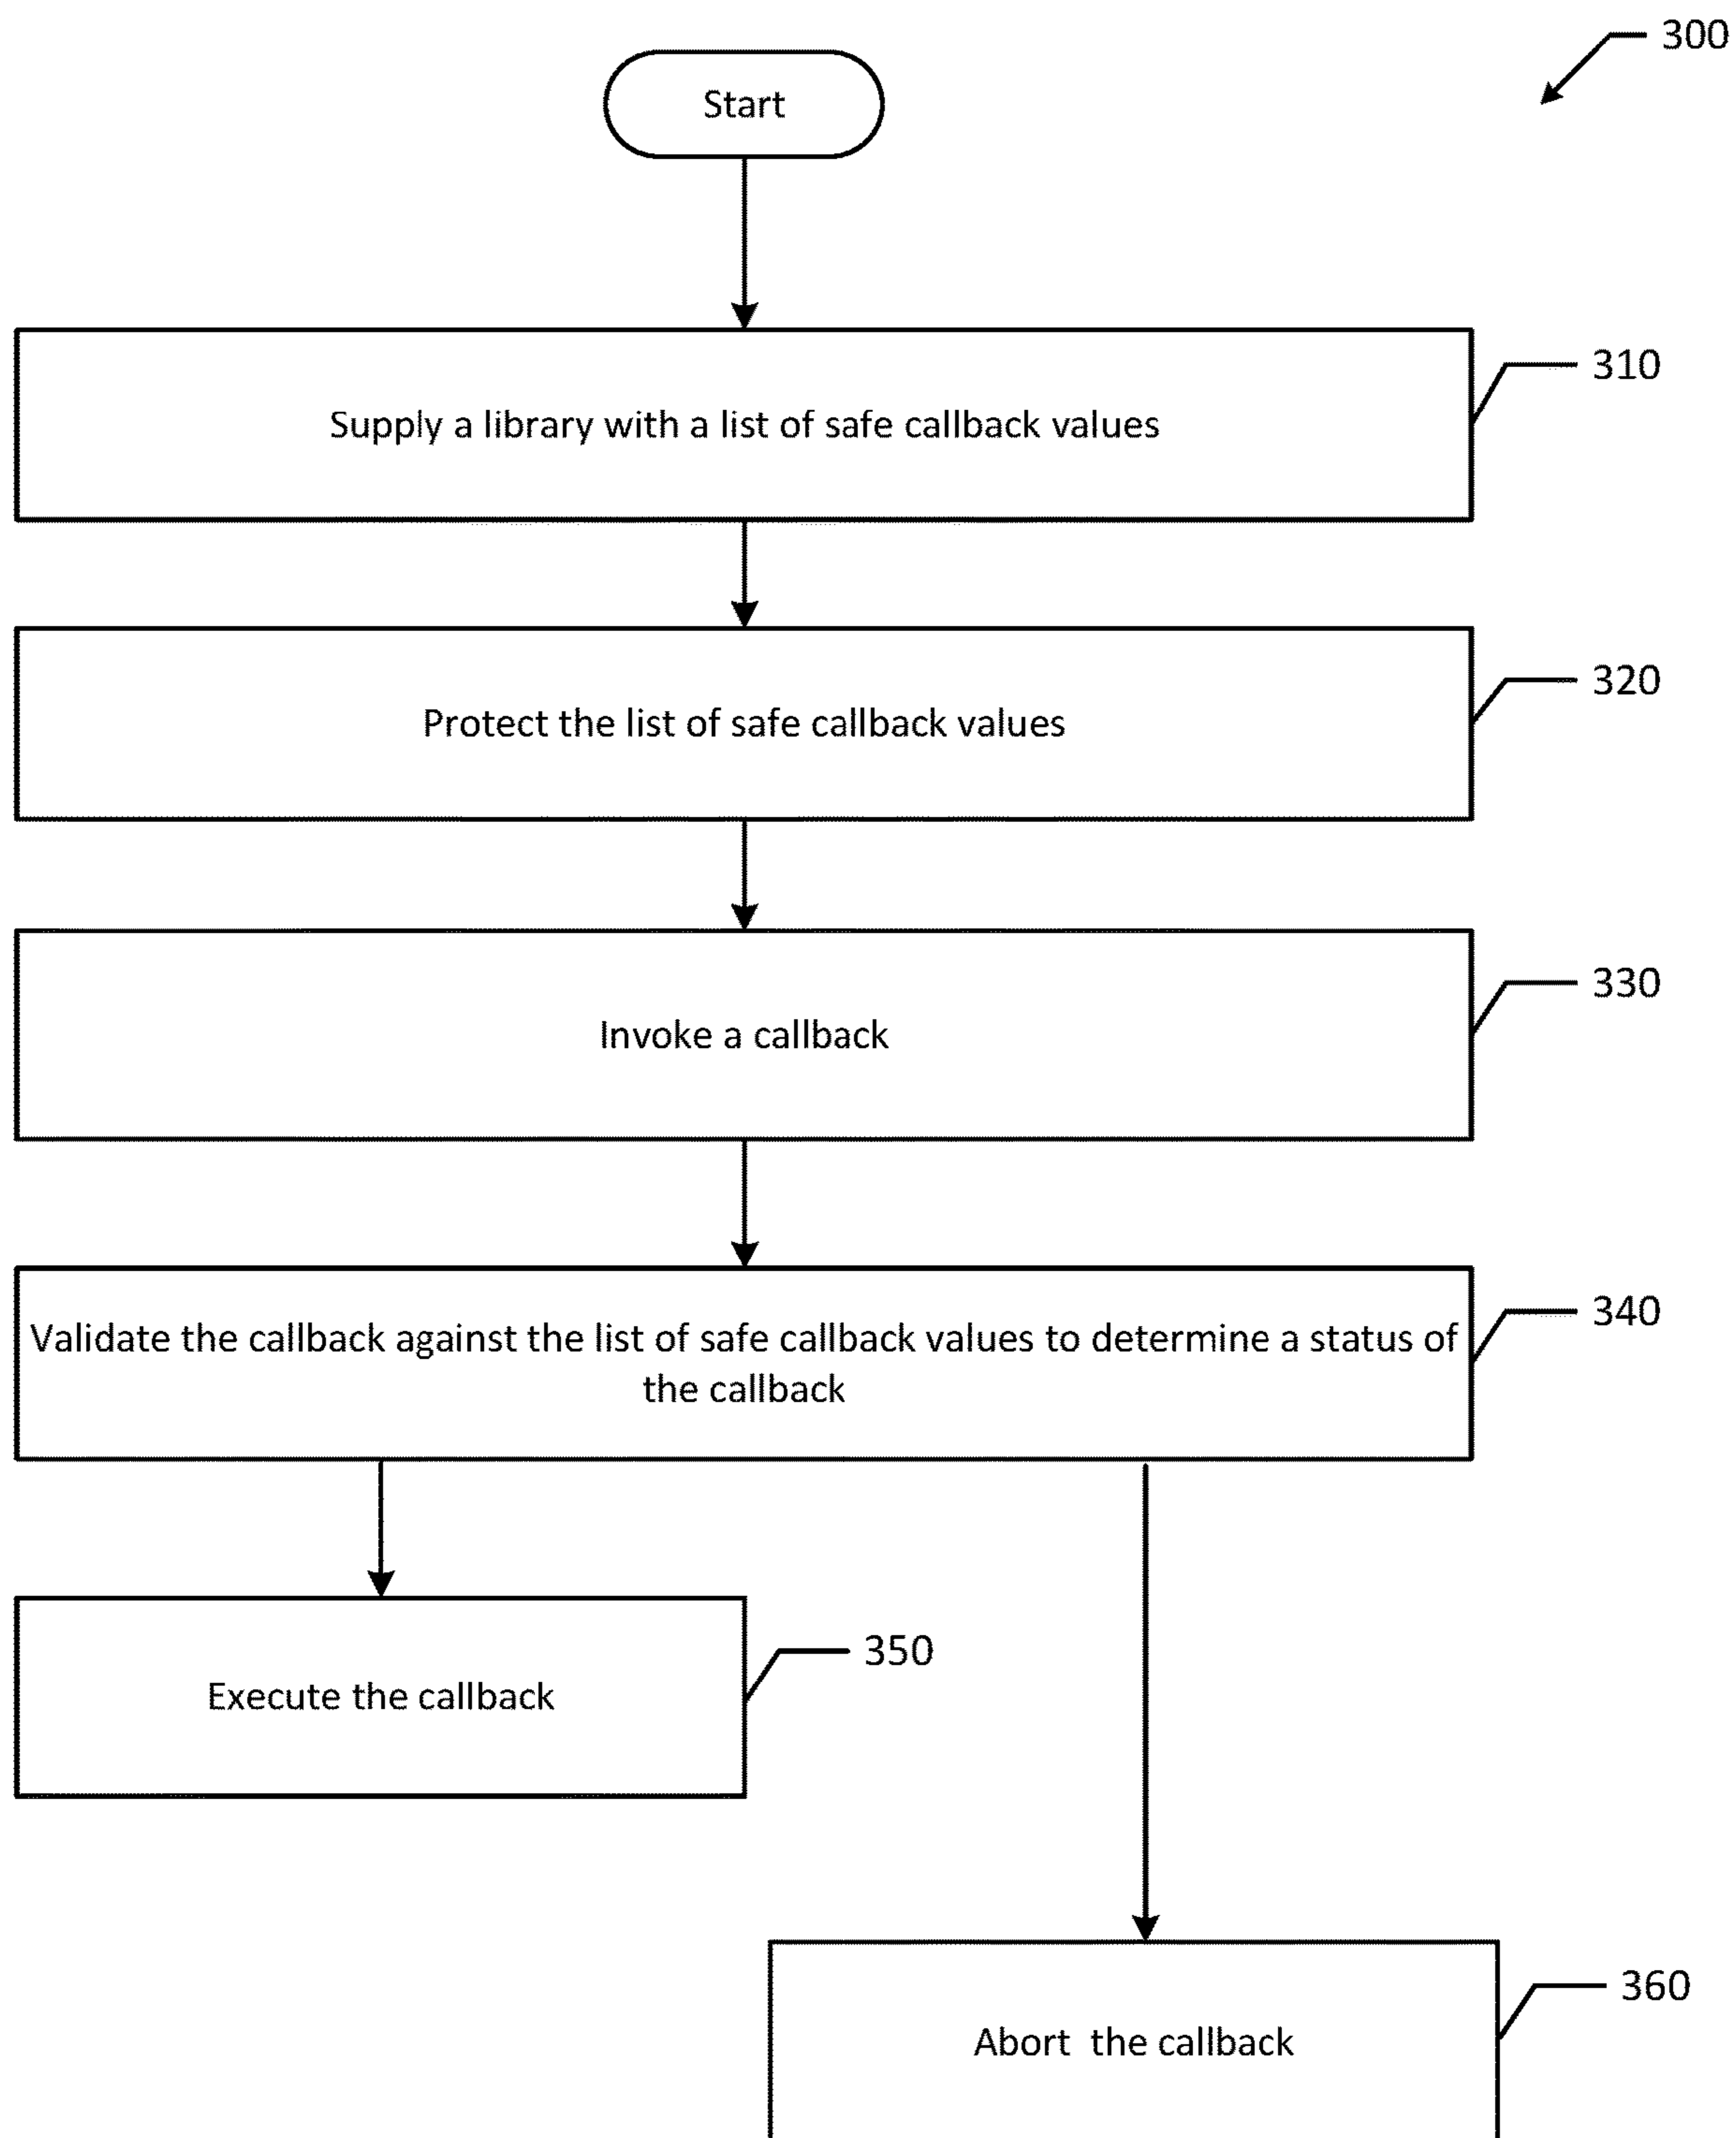 300
Start
310
Supply a library with a list of safe callback values
320
Protect the list of safe callback values
330
Invoke a callback
340
Validate the callback against the list of safe callback values to determine a status of
the callback
350
Execute the callback
360
Abort the callback